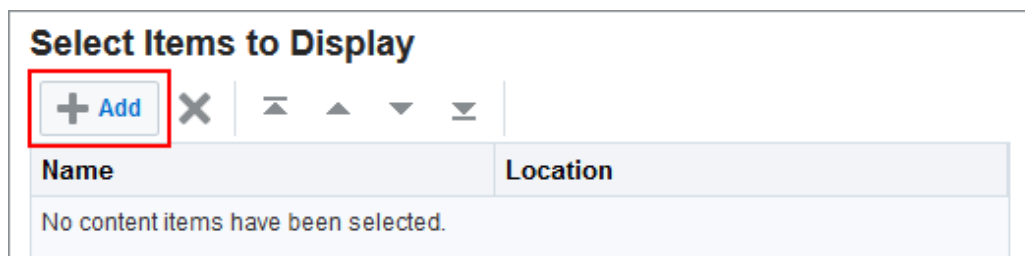 Select Items to Display
Add
Name Location
No content items have been selected.